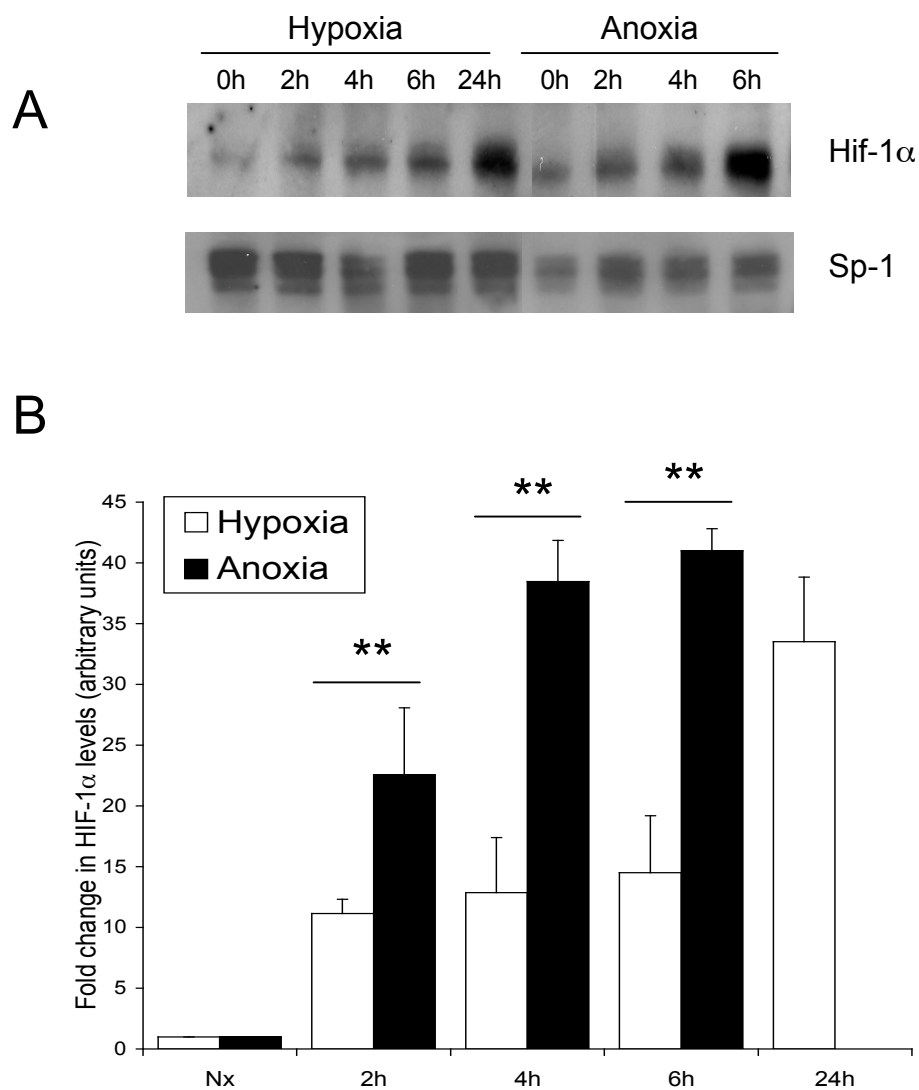 Hypoxia Anoxia
0h 2h 4h 6h 24h 0h 2h 4h 6h
A
Hif-1α
Sp-1
B
** ** **
Hypoxia
Anoxia
Fold change in HIF-1α levels (arbitrary units)
45
40
35
30
25
20
15
10
5
0
Nx 2h 4h 6h 24h